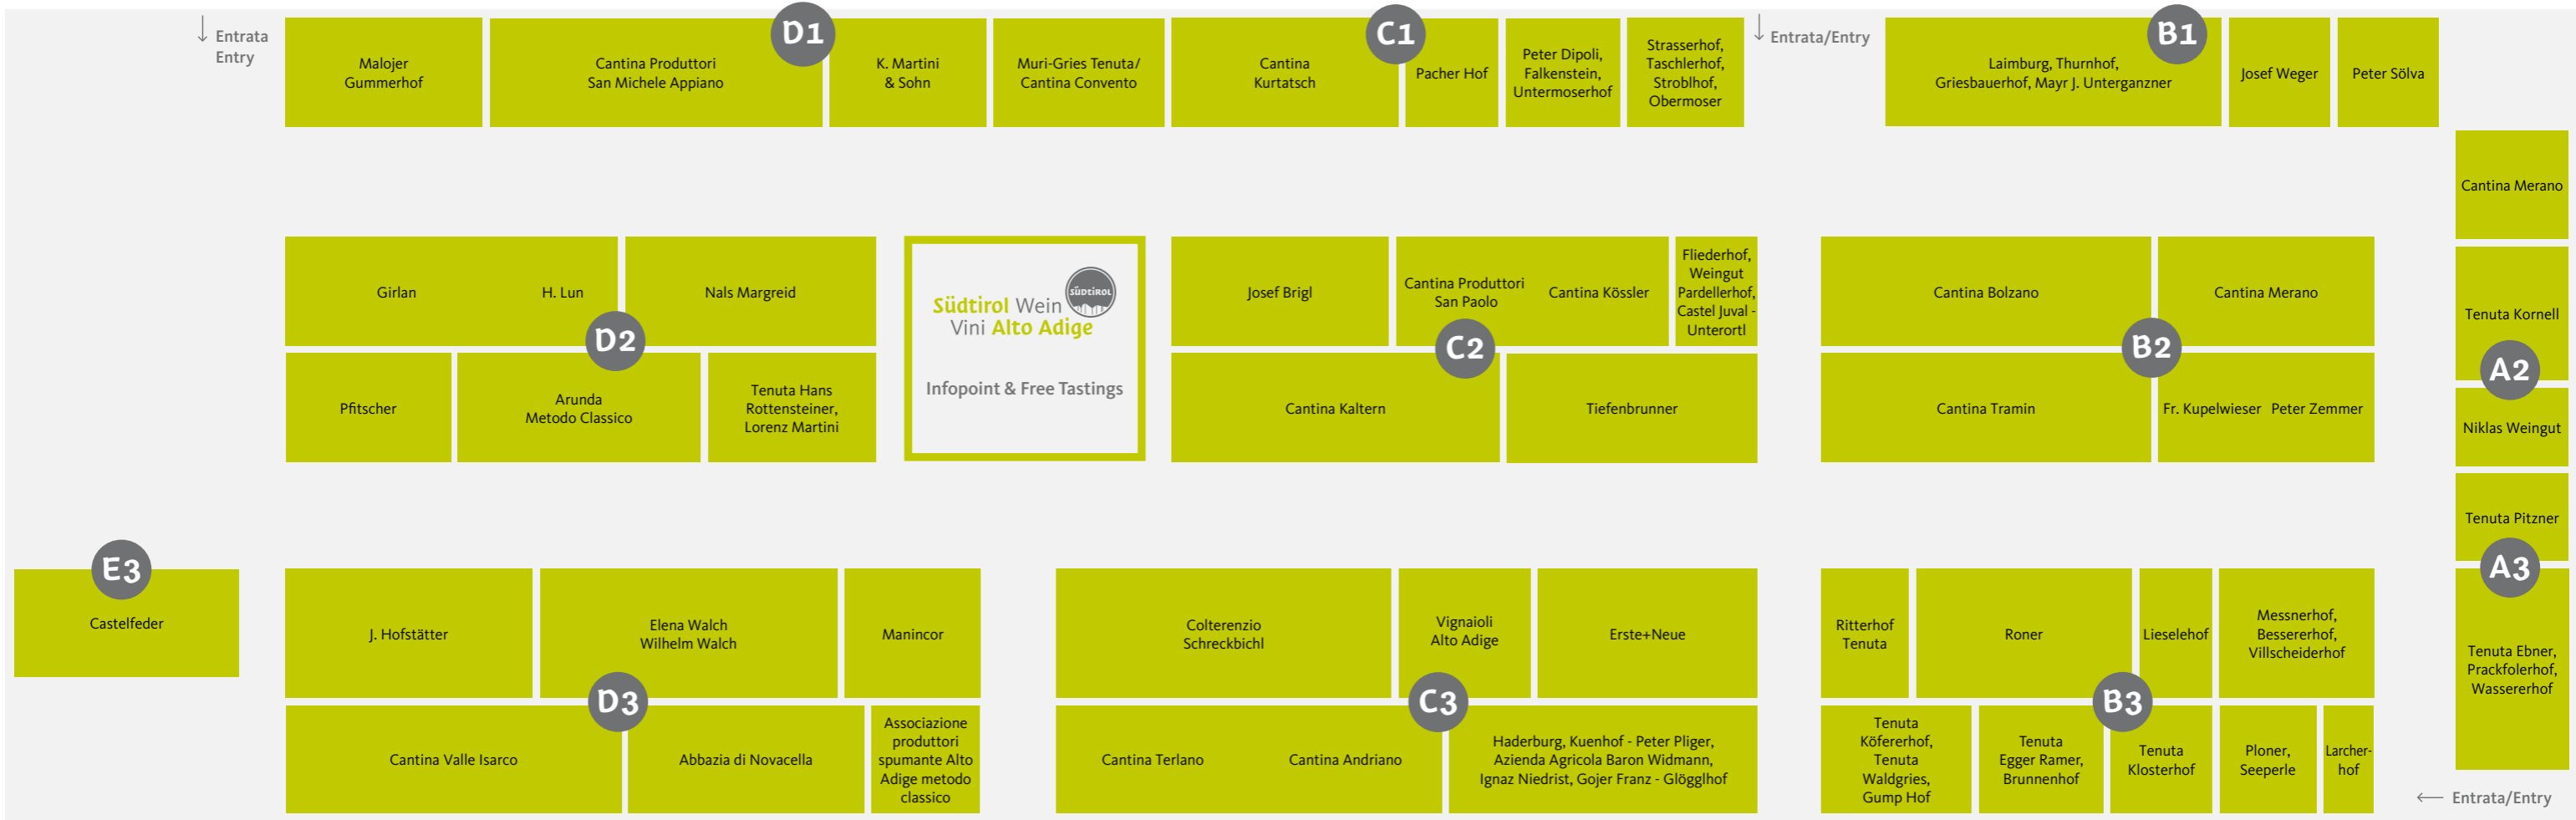 Entrata
Entry
Malojer
Gummerhof
Cantina Produttori
San Michele Appiano
D1
K. Martini
& Sohn
Muri-Gries Tenuta/
Cantina Convento
Cantina
Kurtatsch
C1
Pacher Hof
Peter Dipoli,
Falkenstein,
Untermoserhof
Strasserhof,
Taschlerhof,
Stroblhof,
Obermoser
Entrata/Entry
Laimburg, Thurnhof,
Griesbauerhof, Mayr J. Unterganzner
B1
Josef Weger
Peter Sölva
Cantina Merano
Girlan
H. Lun
Nals Margreid
D2
Pfitscher
Arunda
Metodo Classico
Tenuta Hans
Rottensteiner,
Lorenz Martini
Südtirol Wein
Vini Alto Adige
SÜDTIROL
Infopoint & Free Tastings
Josef Brigl
Cantina Produttori
San Paolo
Cantina Kössler
Fliederhof,
Weingut
Pardellerhof,
Castel Juval -
Unterortl
C2
Cantina Kaltern
Tiefenbrunner
Cantina Bolzano
Cantina Merano
B2
Cantina Tramin
Fr. Kupelwieser
Peter Zemmer
Tenuta Kornell
A2
Niklas Weingut
Tenuta Pitzner
A3
Tenuta Ebner,
Prackfolerhof,
Wassererhof
E3
Castelfeder
J. Hofstätter
Elena Walch
Wilhelm Walch
Manincor
D3
Cantina Valle Isarco
Abbazia di Novacella
Associazione
produttori
spumante Alto
Adige metodo
classico
Colterenzio
Schreckbichl
Vignaioli
Alto Adige
Erste+Neue
C3
Cantina Terlano
Cantina Andriano
Haderburg, Kuenhof - Peter Pliger,
Azienda Agricola Baron Widmann,
Ignaz Niedrist, Gojer Franz - Glögglhof
Ritterhof
Tenuta
Roner
Lieselehof
Messnerhof,
Bessererhof,
Villscheiderhof
B3
Tenuta
Köfererhof,
Tenuta
Waldgries,
Gump Hof
Tenuta
Egger Ramer,
Brunnenhof
Tenuta
Klosterhof
Ploner,
Seeperle
Larcher-
hof
Entrata/Entry